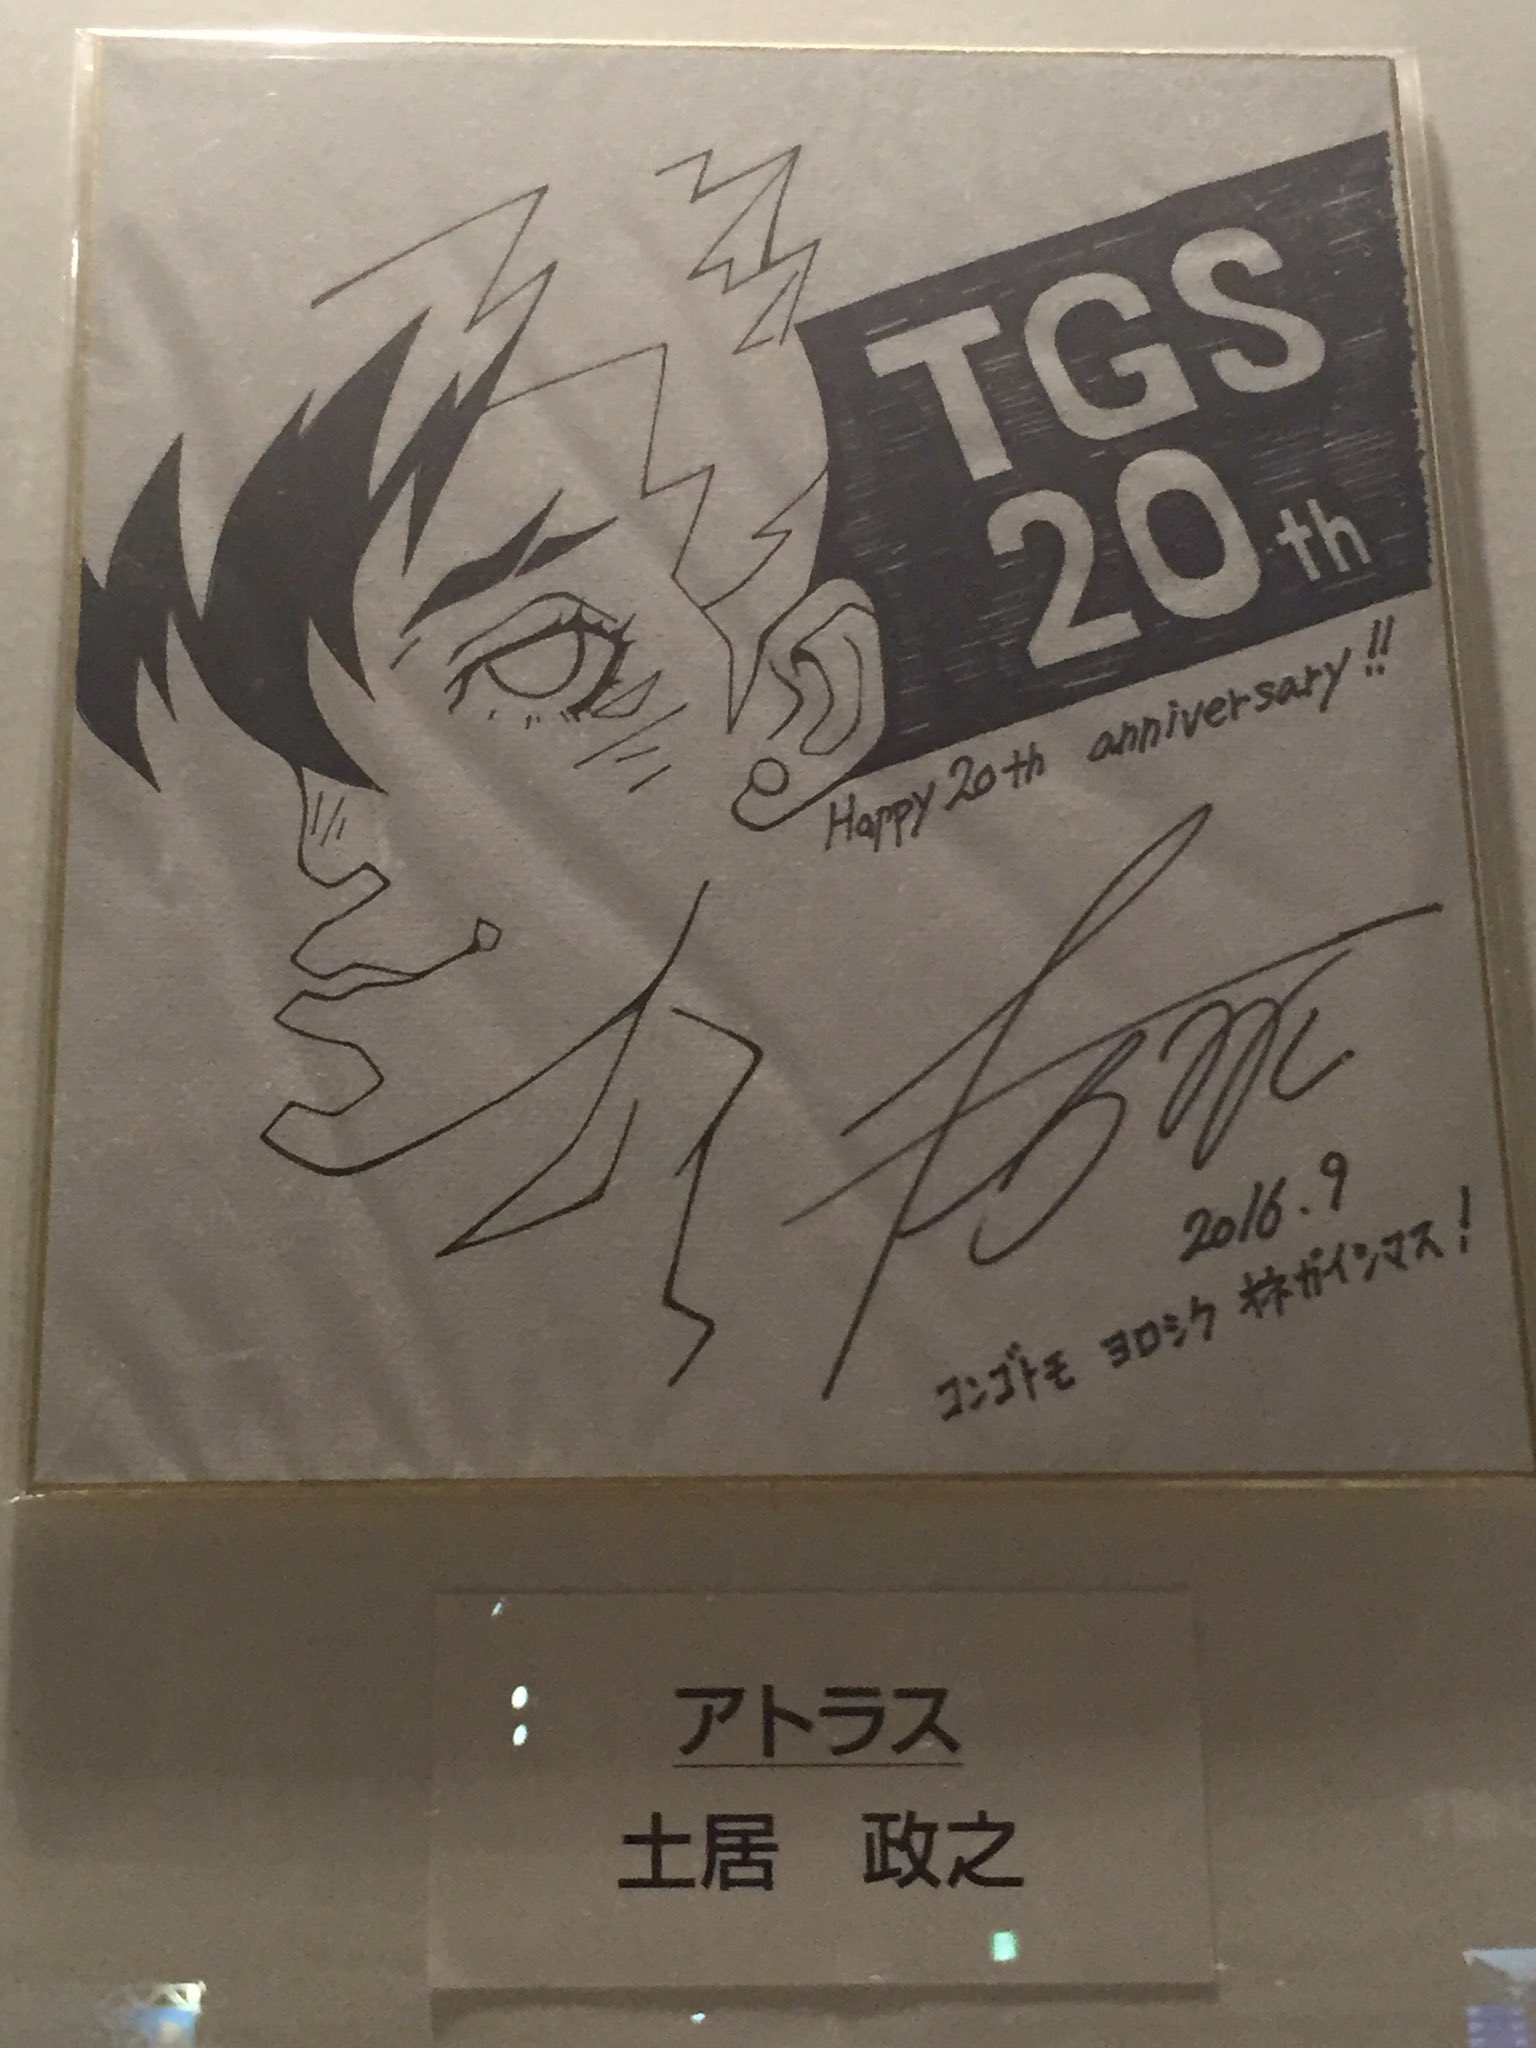 TGS
20th
Happy 20th anniversary!!
2016.9
コンゴトモ ヨロシク オネガイシマス!
アトラス
土居 政之